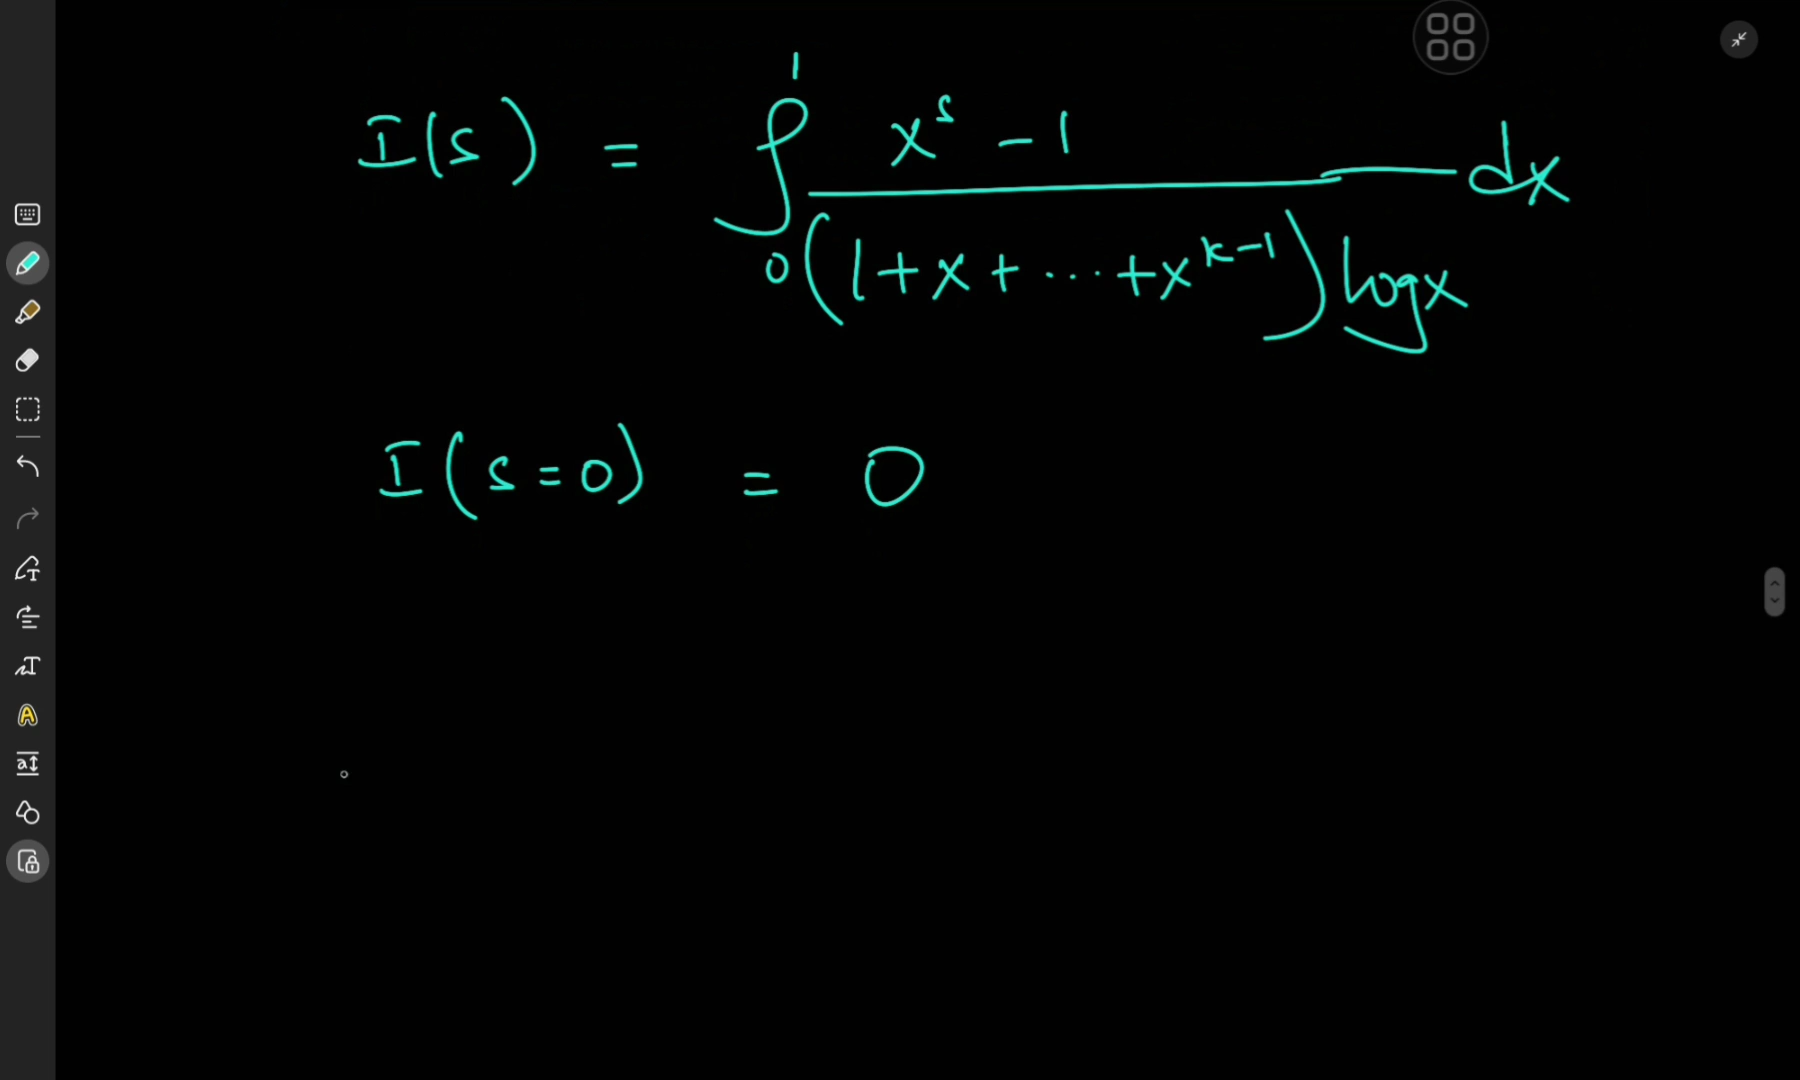 I(s) = ∫₀¹ (x^s - 1) / ((1 + x + ... + x^(k-1)) log x) dx
I(s = 0) = 0